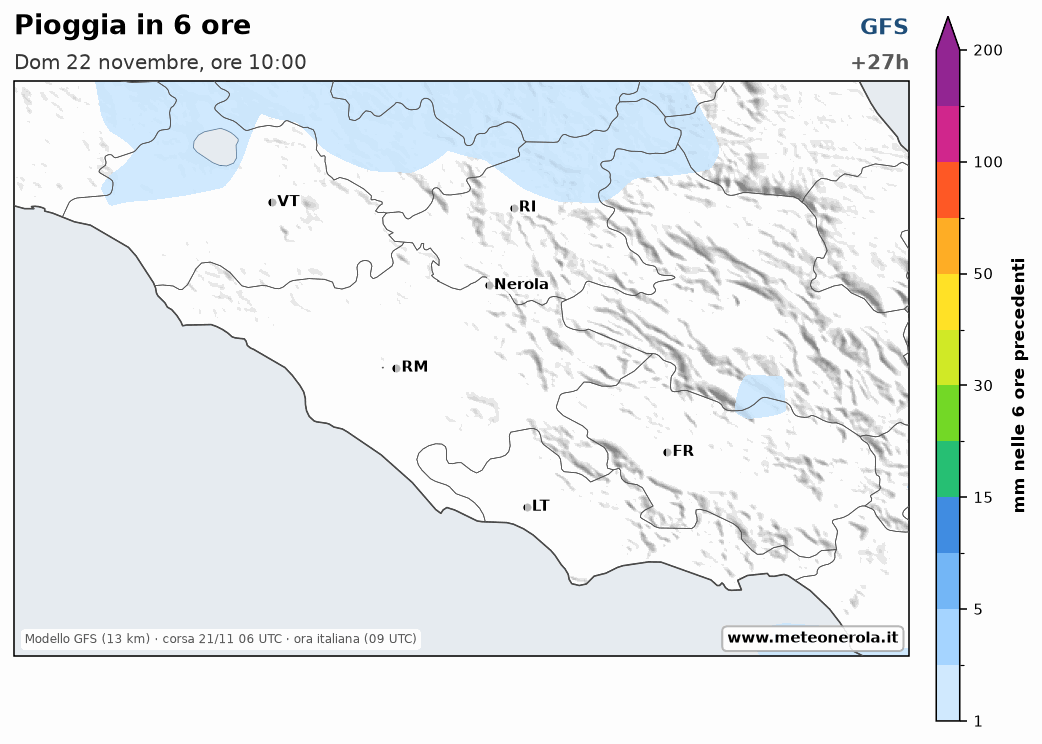 Pioggia in 6 ore
GFS
Dom 22 novembre, ore 10:00
+27h
200
100
50
30
15
5
1
mm nelle 6 ore precedenti
VT
RI
Nerola
RM
FR
LT
Modello GFS (13 km) · corsa 21/11 06 UTC · ora italiana (09 UTC)
www.meteonerola.it